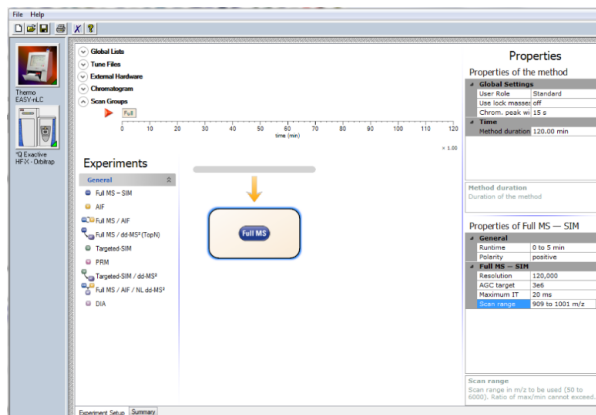 File Help
Thermo
EASY-nLC
*Q Exactive
HF-X - Orbitrap
Global Lists
Tune Files
External Hardware
Chromatogram
Scan Groups
Full
0 10 20 30 40 50 60 70 80 90 100 110 120
time (min)
× 1.00
Experiments
General
Full MS – SIM
AIF
Full MS / AIF
Full MS / dd-MS² (TopN)
Targeted-SIM
PRM
Targeted-SIM / dd-MS²
Full MS / AIF / NL dd-MS²
DIA
Full MS
Experiment Setup Summary
Properties
Properties of the method
Global Settings
User Role Standard
Use lock masses off
Chrom. peak wi 15 s
Time
Method duration 120.00 min
Method duration
Duration of the method
Properties of Full MS — SIM
General
Runtime 0 to 5 min
Polarity positive
Full MS — SIM
Resolution 120,000
AGC target 3e6
Maximum IT 20 ms
Scan range 909 to 1001 m/z
Scan range
Scan range in m/z to be used (50 to
6000). Ratio of max/min cannot exceed.